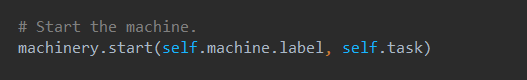 # Start the machine.
machinery.start(self.machine.label, self.task)